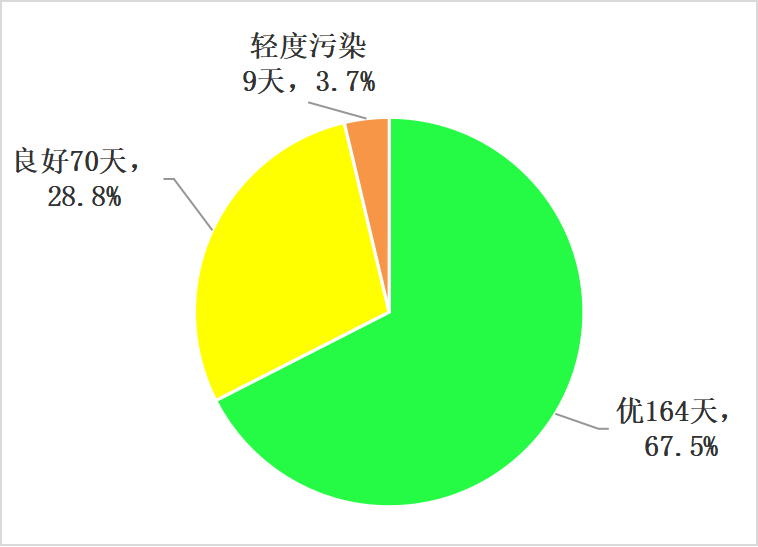 轻度污染
9天，3.7%
良好70天，
28.8%
优164天，
67.5%